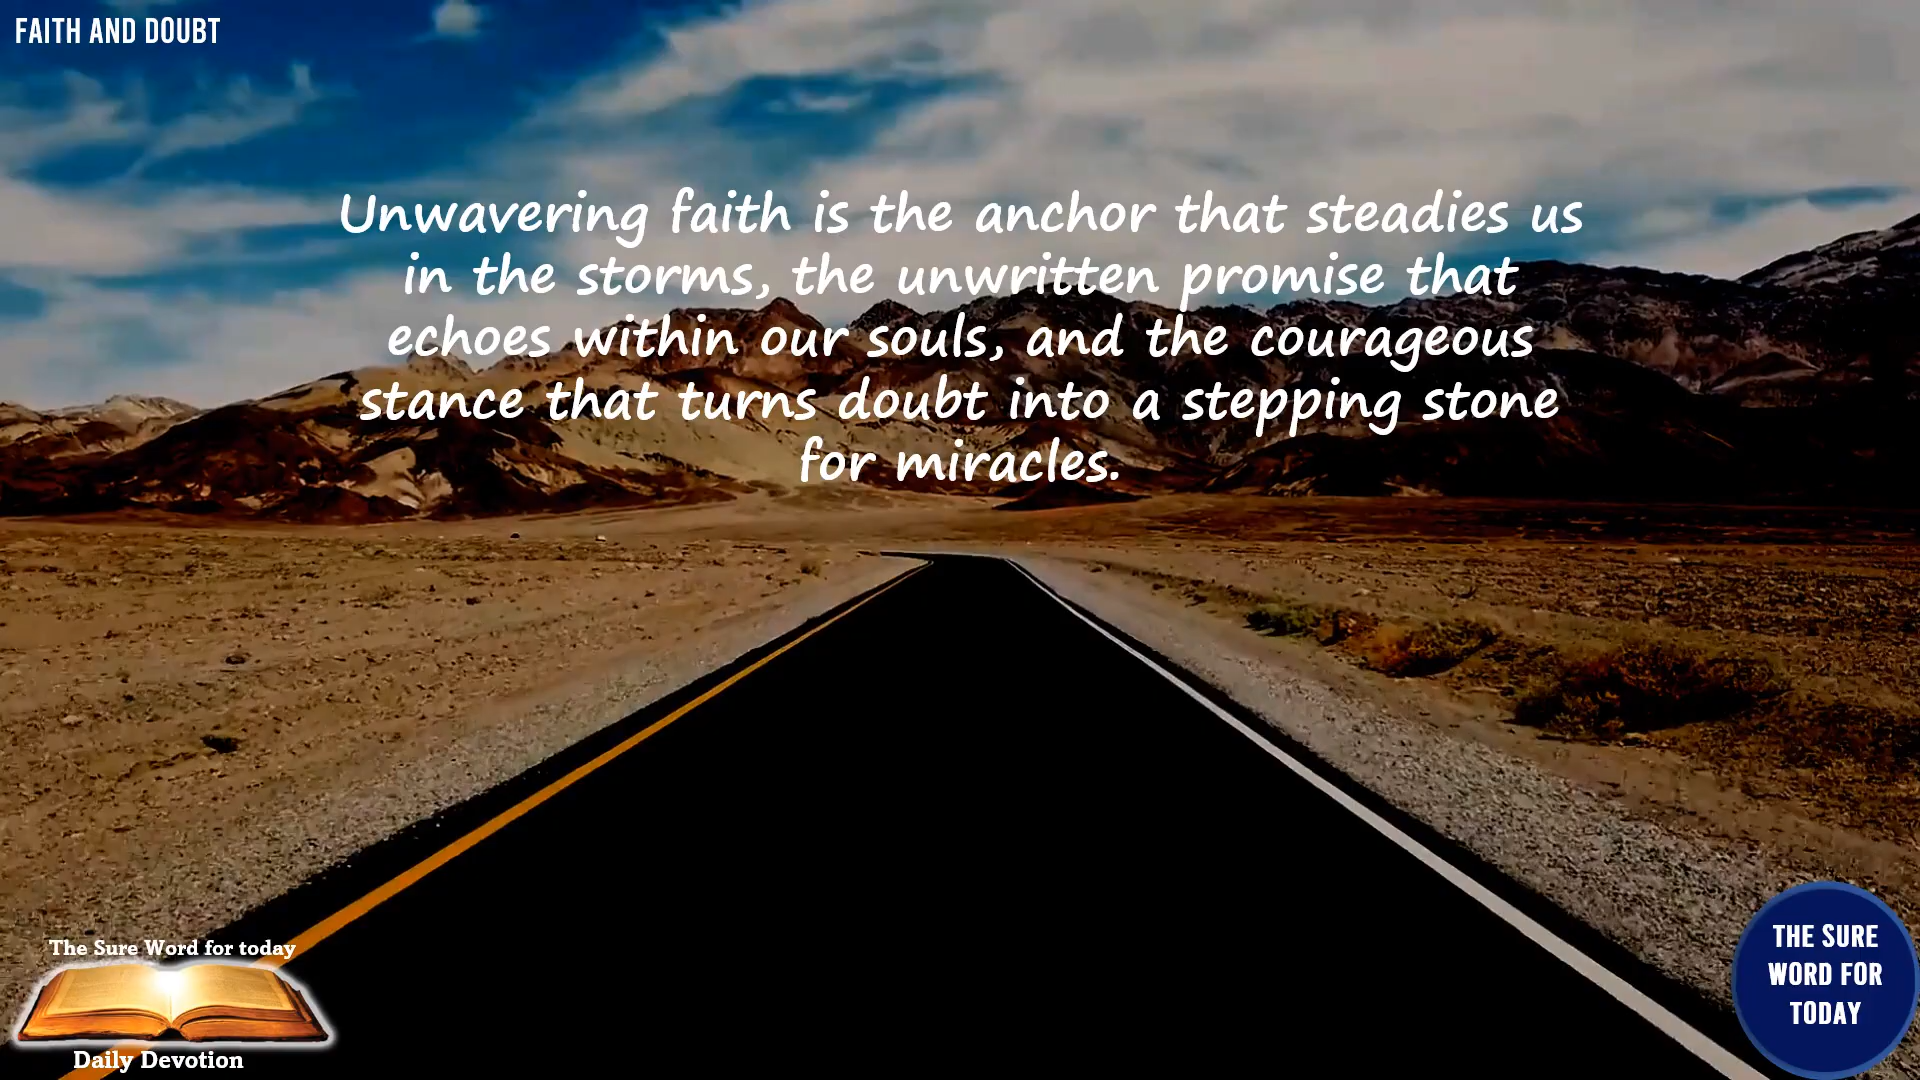 FAITH AND DOUBT
Unwavering faith is the anchor that steadies us
in the storms, the unwritten promise that
echoes within our souls, and the courageous
stance that turns doubt into a stepping stone
for miracles.
The Sure Word for today
Daily Devotion
THE SURE
WORD FOR
TODAY